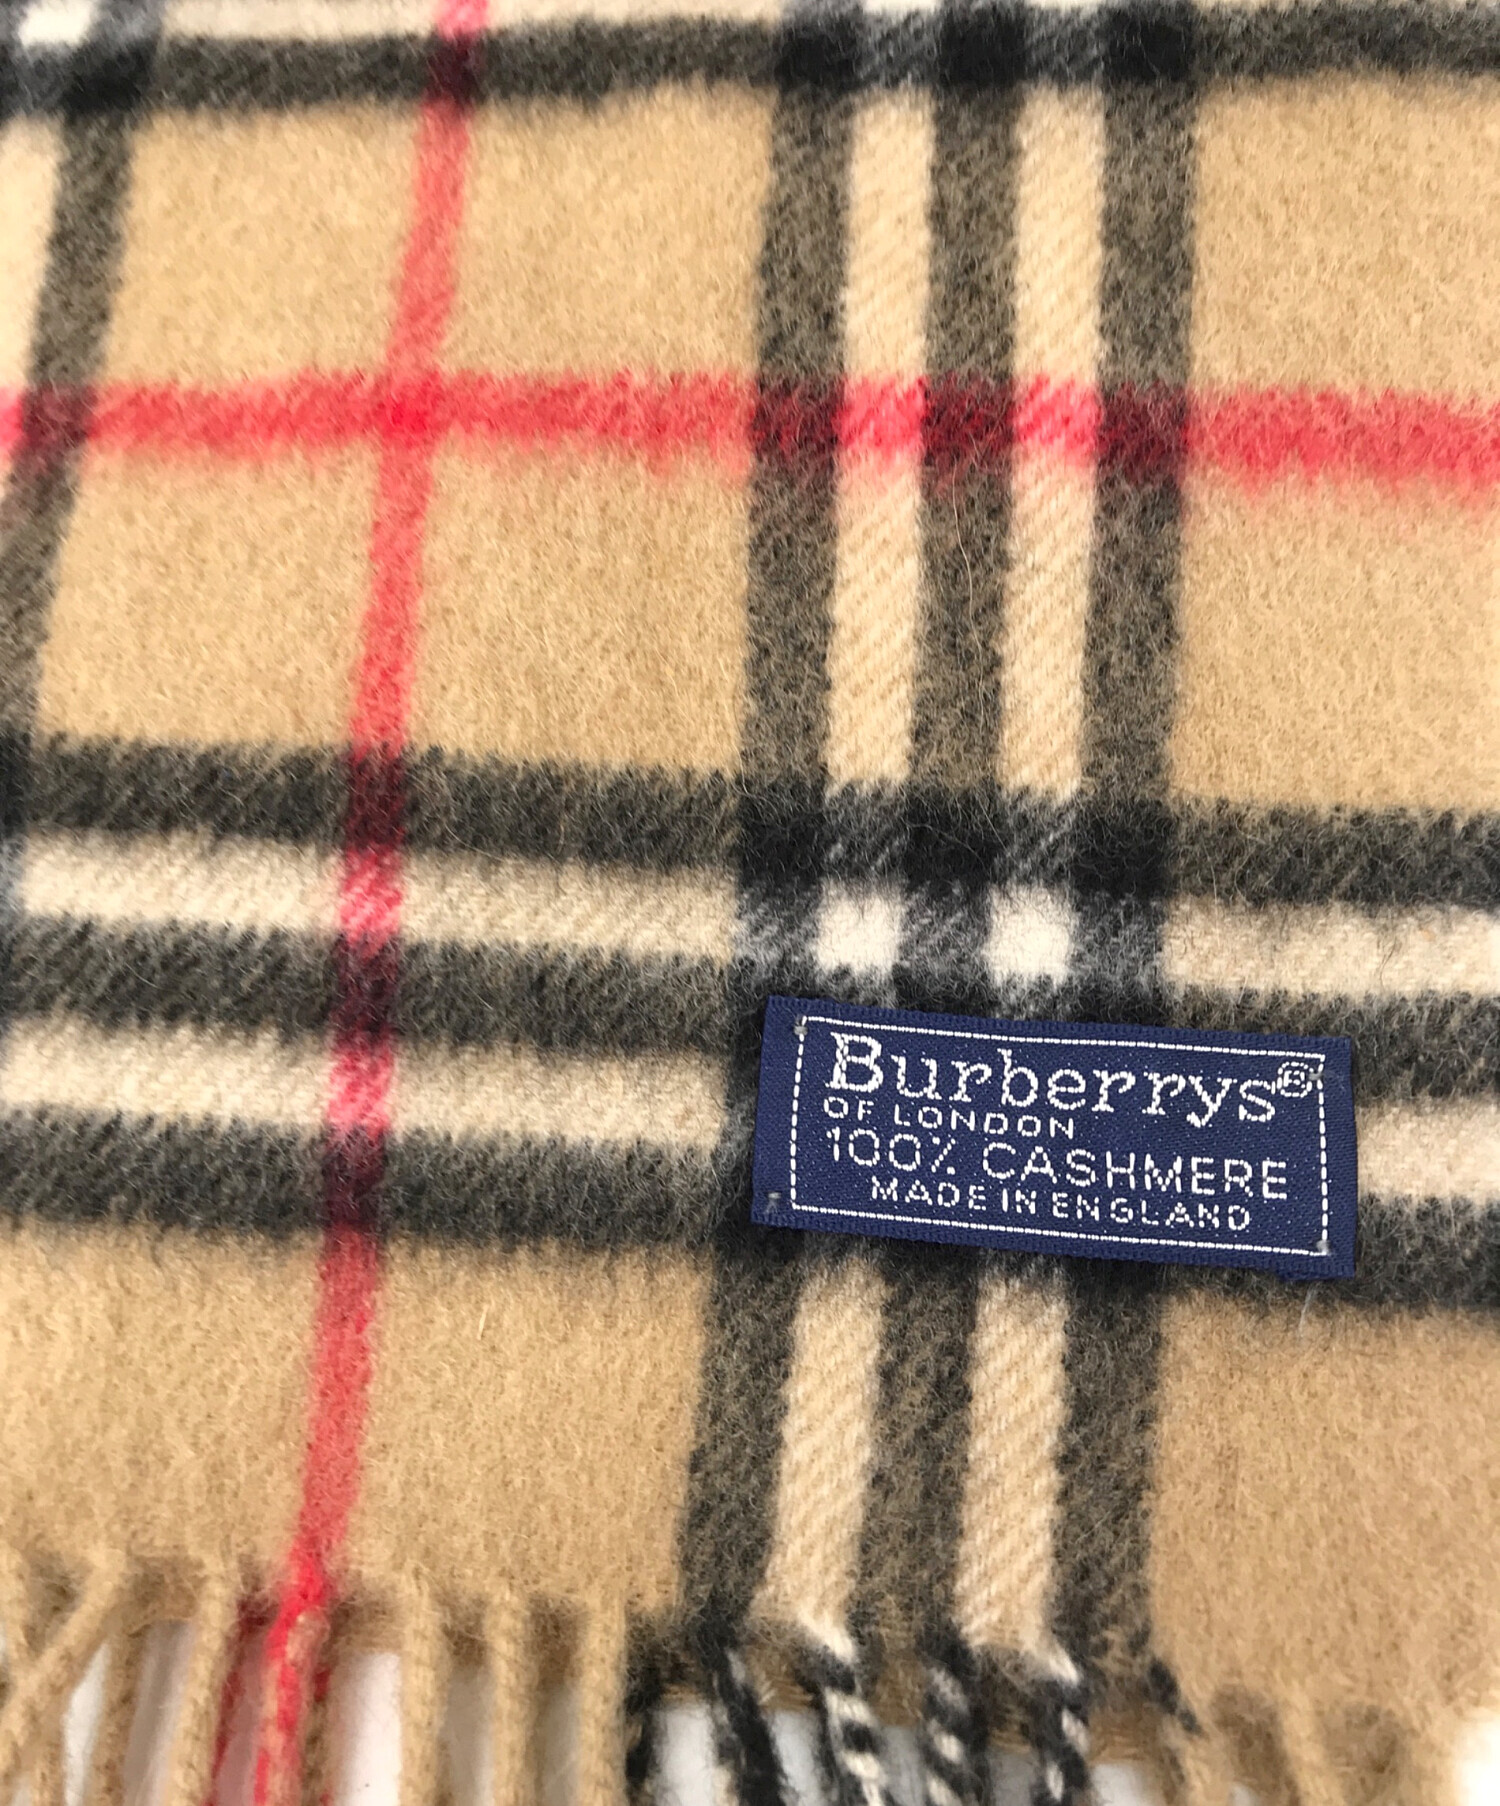 Burberrys®
OF LONDON
100% CASHMERE
MADE IN ENGLAND